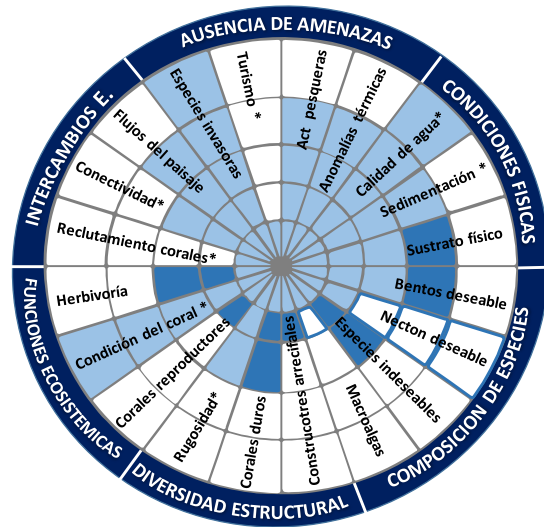 AUSENCIA DE AMENAZAS
CONDICIONES FISICAS
COMPOSICION DE ESPECIES
DIVERSIDAD ESTRUCTURAL
FUNCIONES ECOSISTEMICAS
INTERCAMBIOS E.
Especies invasoras
Turismo *
Act pesqueras
Anomalías térmicas
Calidad de agua*
Sedimentación *
Sustrato físico
Bentos deseable
Necton deseable
Especies indeseables
Macroalgas
Construcotres arrecifales
Corales duros
Rugosidad*
Corales reproductores
Condición del coral *
Herbivoría
Reclutamiento corales*
Conectividad*
Flujos del paisaje